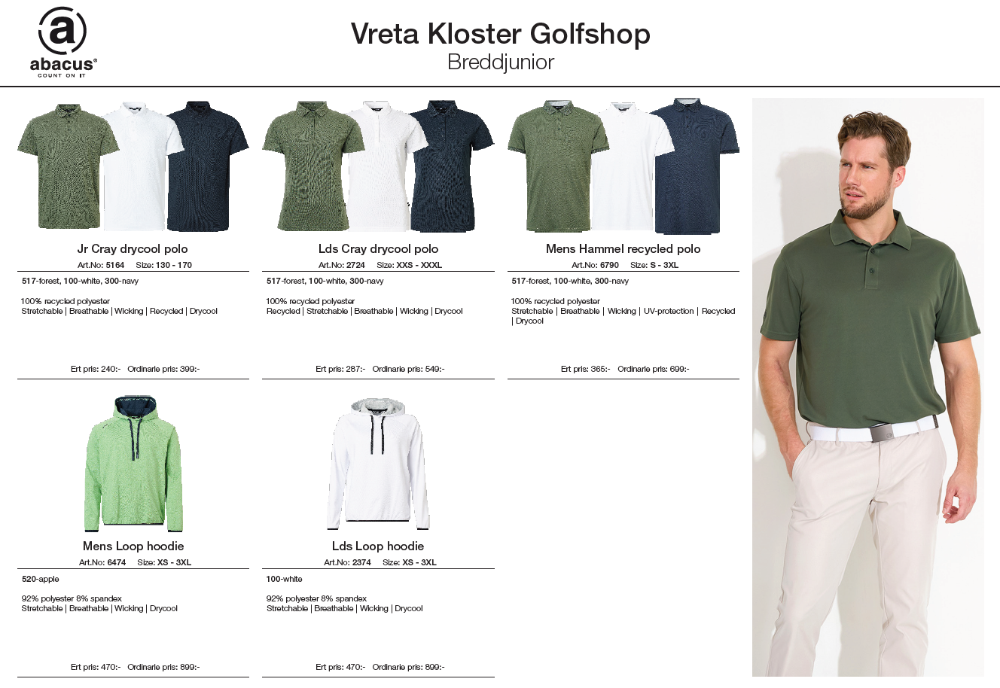 a
abacus®
COUNT ON IT
Vreta Kloster Golfshop
Breddjunior
Jr Cray drycool polo
Art.No: 5164 Size: 130 - 170
517-forest, 100-white, 300-navy
100% recycled polyester
Stretchable | Breathable | Wicking | Recycled | Drycool
Ert pris: 240:- Ordinarie pris: 399:-
Lds Cray drycool polo
Art.No: 2724 Size: XXS - XXXL
517-forest, 100-white, 300-navy
100% recycled polyester
Recycled | Stretchable | Breathable | Wicking | Drycool
Ert pris: 287:- Ordinarie pris: 549:-
Mens Hammel recycled polo
Art.No: 6790 Size: S - 3XL
517-forest, 100-white, 300-navy
100% recycled polyester
Stretchable | Breathable | Wicking | UV-protection | Recycled
| Drycool
Ert pris: 365:- Ordinarie pris: 699:-
Mens Loop hoodie
Art.No: 6474 Size: XS - 3XL
520-apple
92% polyester 8% spandex
Stretchable | Breathable | Wicking | Drycool
Ert pris: 470:- Ordinarie pris: 899:-
Lds Loop hoodie
Art.No: 2374 Size: XS - 3XL
100-white
92% polyester 8% spandex
Stretchable | Breathable | Wicking | Drycool
Ert pris: 470:- Ordinarie pris: 899:-